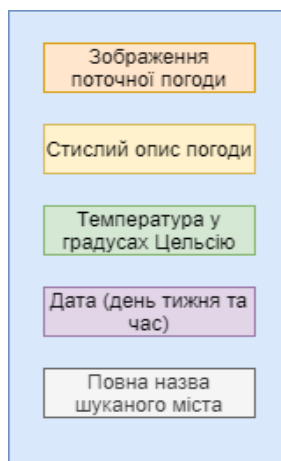 Зображення
поточної погоди
Стислий опис погоди
Температура у
градусах Цельсію
Дата (день тижня та
час)
Повна назва
шуканого міста